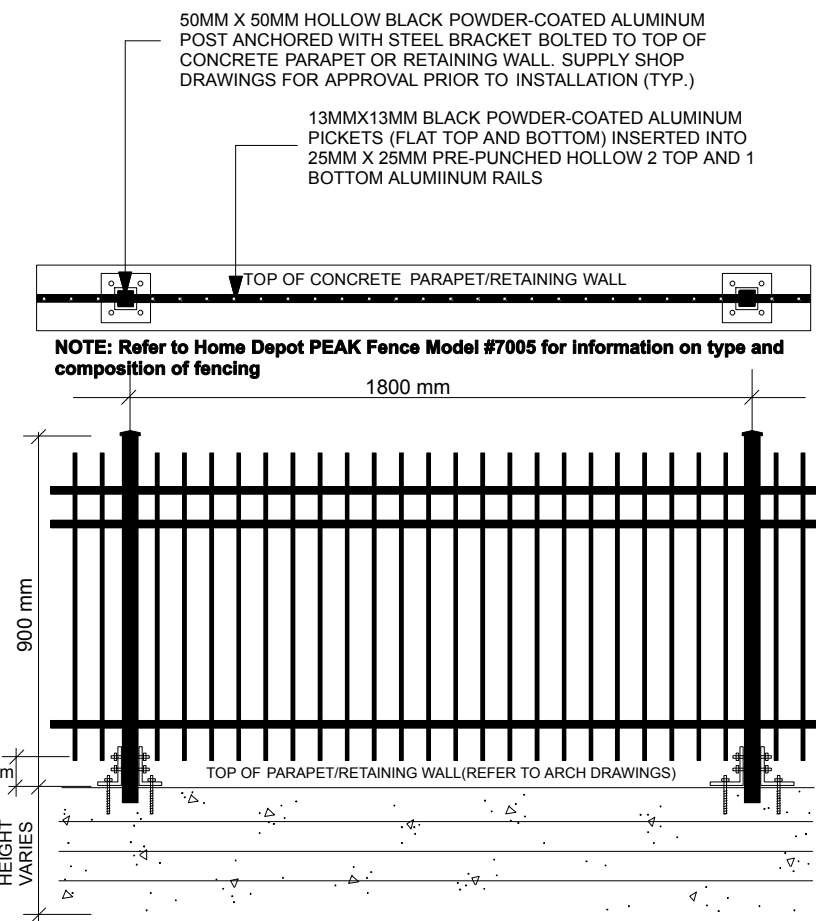 50MM X 50MM HOLLOW BLACK POWDER-COATED ALUMINUM
POST ANCHORED WITH STEEL BRACKET BOLTED TO TOP OF
CONCRETE PARAPET OR RETAINING WALL. SUPPLY SHOP
DRAWINGS FOR APPROVAL PRIOR TO INSTALLATION (TYP.)
13MMX13MM BLACK POWDER-COATED ALUMINUM
PICKETS (FLAT TOP AND BOTTOM) INSERTED INTO
25MM X 25MM PRE-PUNCHED HOLLOW 2 TOP AND 1
BOTTOM ALUMIINUM RAILS
TOP OF CONCRETE PARAPET/RETAINING WALL
NOTE: Refer to Home Depot PEAK Fence Model #7005 for information on type and
composition of fencing
1800 mm
900 mm
TOP OF PARAPET/RETAINING WALL(REFER TO ARCH DRAWINGS)
HEIGHT
VARIES